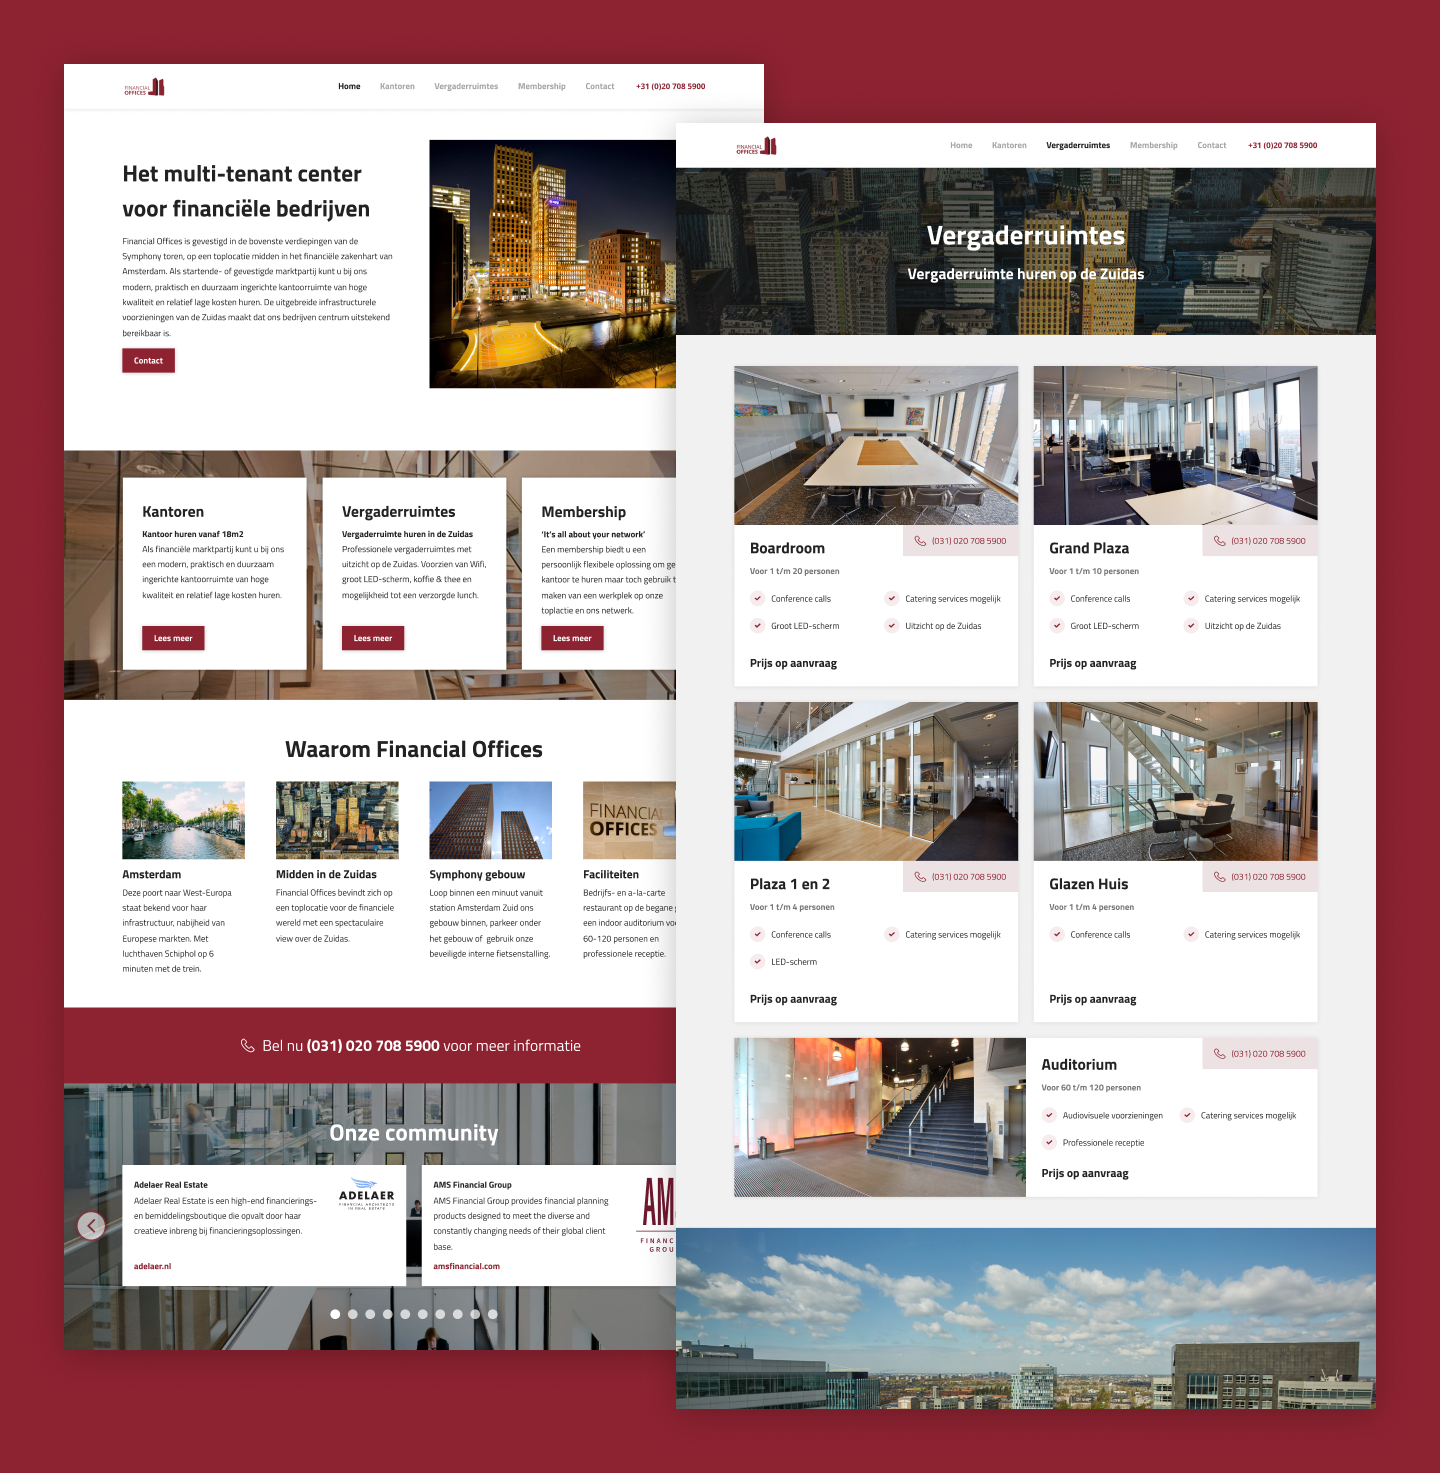 FINANCIAL
OFFICES
Home
Kantoren
Vergaderruimtes
Membership
Contact
+31 (0)20 708 5900
Het multi-tenant center
voor financiële bedrijven
Financial Offices is gevestigd in de bovenste verdiepingen van de
Symphony toren, op een toplocatie midden in het financiële zakenhart van
Amsterdam. Als startende- of gevestigde marktpartij kunt u bij ons
modern, praktisch en duurzaam ingerichte kantoorruimte van hoge
kwaliteit en relatief lage kosten huren. De uitgebreide infrastructurele
voorzieningen van de Zuidas maakt dat ons bedrijven centrum uitstekend
bereikbaar is.
Contact
Kantoren
Kantoor huren vanaf 18m2
Als financiële marktpartij kunt u bij ons
een modern, praktisch en duurzaam
ingerichte kantoorruimte van hoge
kwaliteit en relatief lage kosten huren.
Lees meer
Vergaderruimtes
Vergaderruimte huren in de Zuidas
Professionele vergaderruimtes met
uitzicht op de Zuidas. Voorzien van Wifi,
groot LED-scherm, koffie & thee en
mogelijkheid tot een verzorgde lunch.
Lees meer
Membership
'It's all about your network'
Een membership biedt u een
persoonlijk flexibele oplossing om ge
kantoor te huren maar toch gebruik t
maken van een werkplek op onze
toplactie en ons netwerk.
Lees meer
Waarom Financial Offices
Amsterdam
Deze poort naar West-Europa
staat bekend voor haar
infrastructuur, nabijheid van
Europese markten. Met
luchthaven Schiphol op 6
minuten met de trein.
Midden in de Zuidas
Financial Offices bevindt zich op
een toplocatie voor de financiele
wereld met een spectaculaire
view over de Zuidas.
Symphony gebouw
Loop binnen een minuut vanuit
station Amsterdam Zuid ons
gebouw binnen, parkeer onder
het gebouw of gebruik onze
beveiligde interne fietsenstalling.
FINANCIAL
OFFICES
Faciliteiten
Bedrijfs- en a-la-carte
restaurant op de begane
een indoor auditorium vo
60-120 personen en
professionele receptie.
Bel nu (031) 020 708 5900 voor meer informatie
Onze community
Adelaer Real Estate
Adelaer Real Estate is een high-end financierings-
en bemiddelingsboutique die opvalt door haar
creatieve inbreng bij financieringsoplossingen.
adelaer.nl
ADELAER
FINANCIAL ARCHITECTS
IN REAL ESTATE
AMS Financial Group
AMS Financial Group provides financial planning
products designed to meet the diverse and
constantly changing needs of their global client
base.
amsfinancial.com
AM
FINANC
GROU
FINANCIAL
OFFICES
Home
Kantoren
Vergaderruimtes
Membership
Contact
+31 (0)20 708 5900
Vergaderruimtes
Vergaderruimte huren op de Zuidas
(031) 020 708 5900
Boardroom
Voor 1 t/m 20 personen
Conference calls
Catering services mogelijk
Groot LED-scherm
Uitzicht op de Zuidas
Prijs op aanvraag
(031) 020 708 5900
Grand Plaza
Voor 1 t/m 10 personen
Conference calls
Catering services mogelijk
Groot LED-scherm
Uitzicht op de Zuidas
Prijs op aanvraag
(031) 020 708 5900
Plaza 1 en 2
Voor 1 t/m 4 personen
Conference calls
Catering services mogelijk
LED-scherm
Prijs op aanvraag
(031) 020 708 5900
Glazen Huis
Voor 1 t/m 4 personen
Conference calls
Catering services mogelijk
Prijs op aanvraag
(031) 020 708 5900
Auditorium
Voor 60 t/m 120 personen
Audiovisuele voorzieningen
Catering services mogelijk
Professionele receptie
Prijs op aanvraag